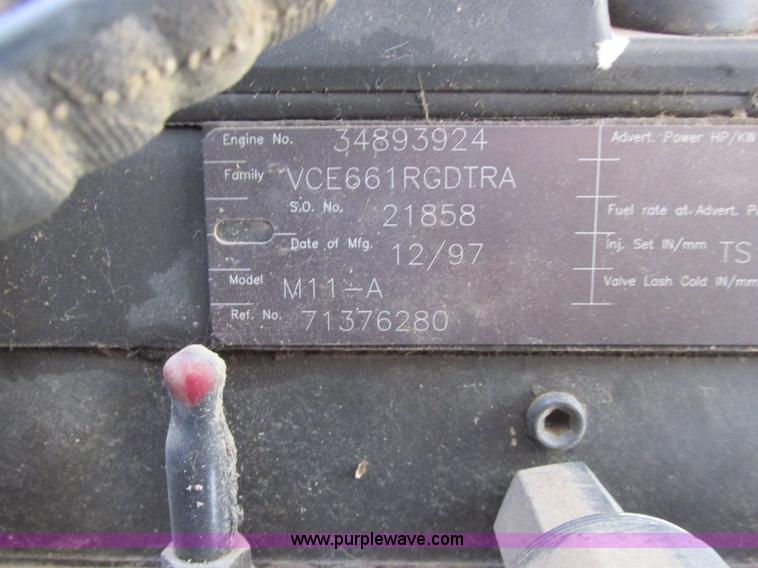 Engine No. 34893924
Family VCE661RGDTRA
S.O. No. 21858
Date of Mfg. 12/97
Model M11-A
Ref. No. 71376280
Advert. Power HP/KW
Fuel rate at Advert.
Inj. Set IN/mm TS
Valve Lash Cold IN/mm
www.purplewave.com